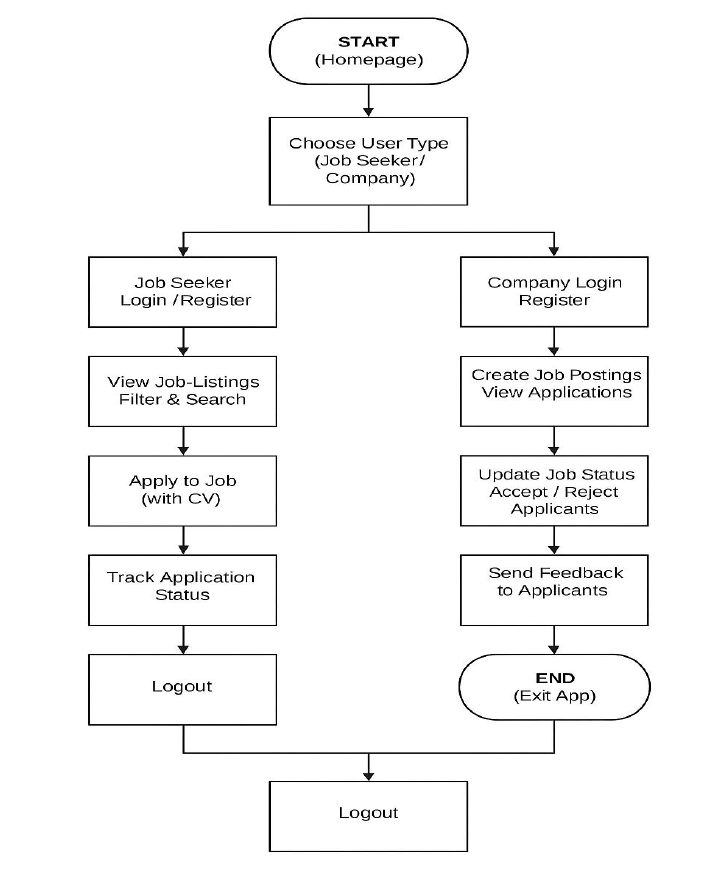 START
(Homepage)
Choose User Type
(Job Seeker/
Company)
Job Seeker
Login /Register
Company Login
Register
View Job-Listings
Filter & Search
Create Job Postings
View Applications
Apply to Job
(with CV)
Update Job Status
Accept / Reject
Applicants
Track Application
Status
Send Feedback
to Applicants
Logout
END
(Exit App)
Logout